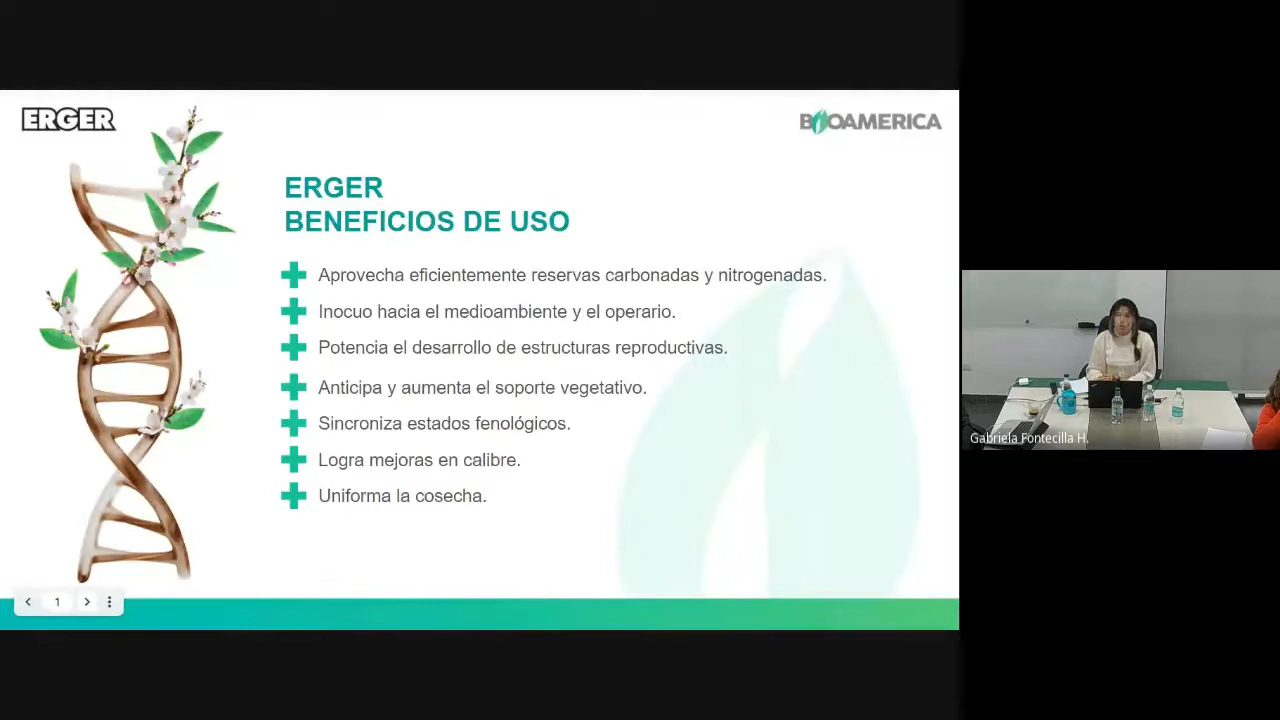 ERGER
BIOAMERICA
ERGER
BENEFICIOS DE USO
Aprovecha eficientemente reservas carbonadas y nitrogenadas.
Inocuo hacia el medioambiente y el operario.
Potencia el desarrollo de estructuras reproductivas.
Anticipa y aumenta el soporte vegetativo.
Sincroniza estados fenológicos.
Logra mejoras en calibre.
Uniforma la cosecha.
1
Gabriela Fontecilla H.